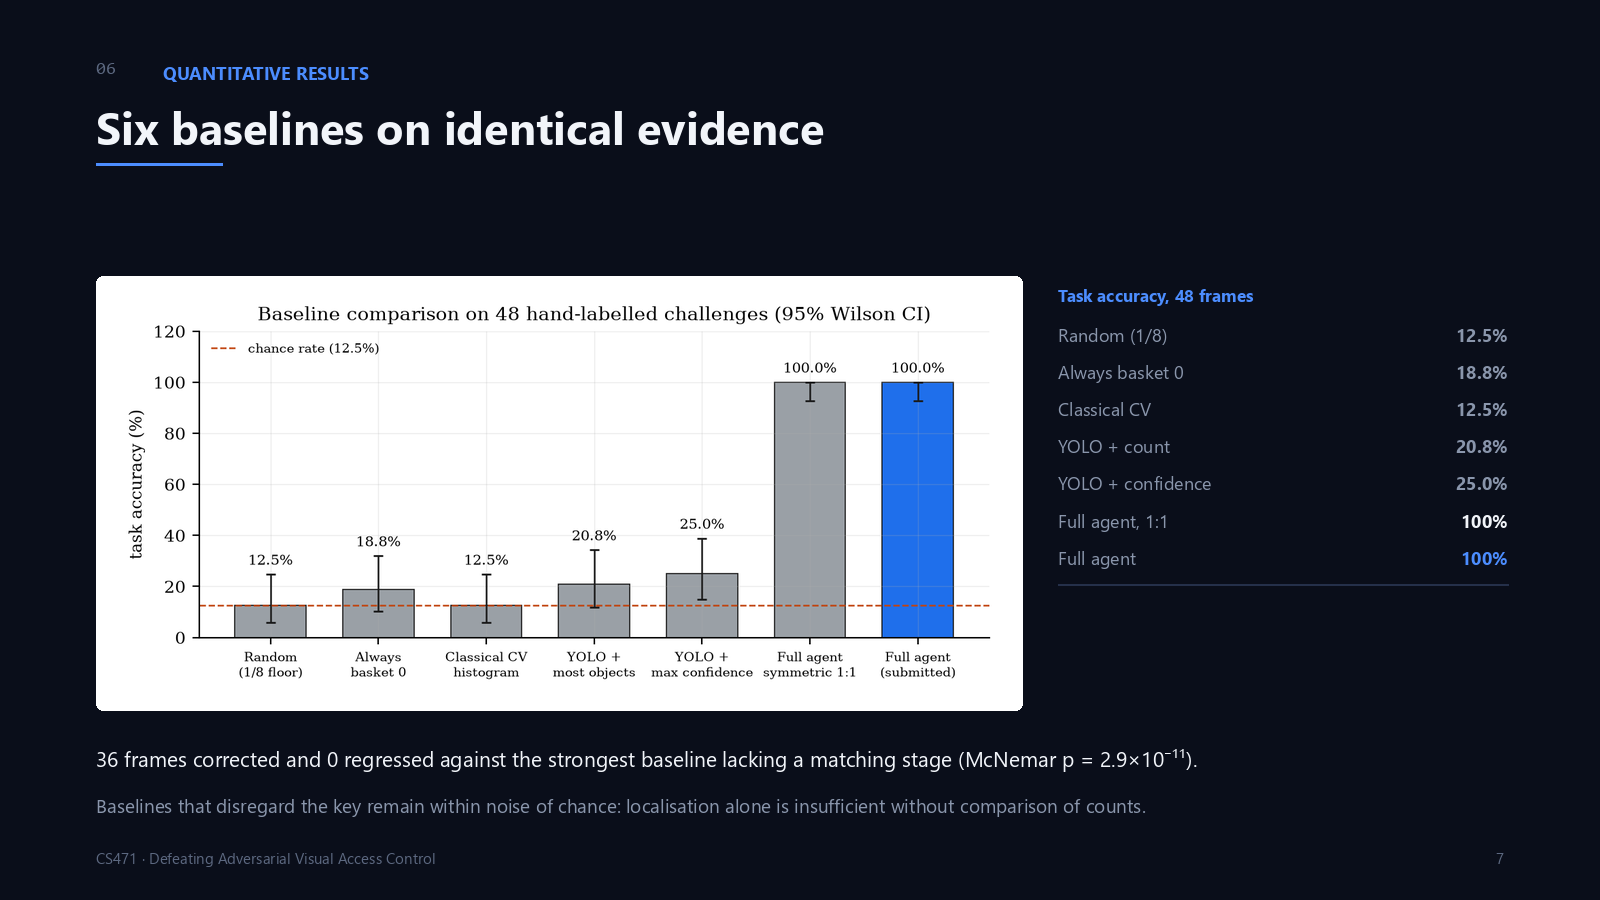 06
QUANTITATIVE RESULTS
Six baselines on identical evidence
Baseline comparison on 48 hand-labelled challenges (95% Wilson CI)
chance rate (12.5%)
task accuracy (%)
120
100
80
60
40
20
0
12.5%
18.8%
12.5%
20.8%
25.0%
100.0%
100.0%
Random
(1/8 floor)
Always
basket 0
Classical CV
histogram
YOLO +
most objects
YOLO +
max confidence
Full agent
symmetric 1:1
Full agent
(submitted)
Task accuracy, 48 frames
Random (1/8) 12.5%
Always basket 0 18.8%
Classical CV 12.5%
YOLO + count 20.8%
YOLO + confidence 25.0%
Full agent, 1:1 100%
Full agent 100%
36 frames corrected and 0 regressed against the strongest baseline lacking a matching stage (McNemar p = 2.9×10⁻¹¹).
Baselines that disregard the key remain within noise of chance: localisation alone is insufficient without comparison of counts.
CS471 · Defeating Adversarial Visual Access Control
7